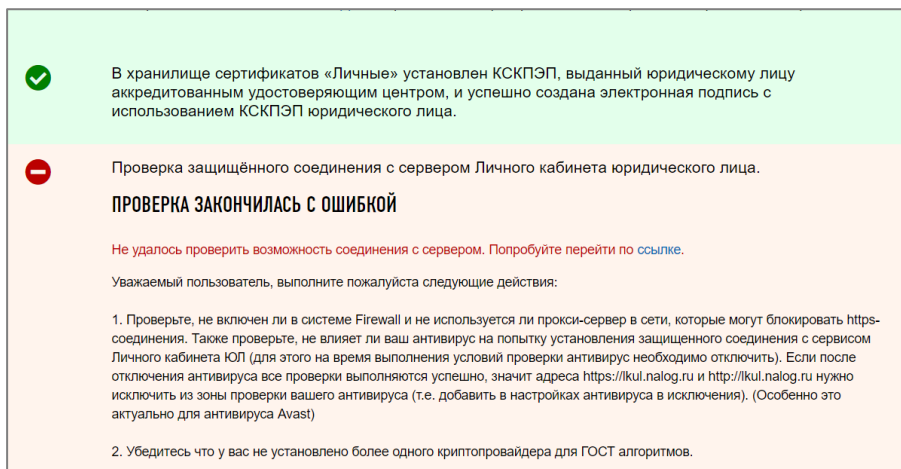 В хранилище сертификатов «Личные» установлен КСКПЭП, выданный юридическому лицу
аккредитованным удостоверяющим центром, и успешно создана электронная подпись с
использованием КСКПЭП юридического лица.
Проверка защищённого соединения с сервером Личного кабинета юридического лица.
ПРОВЕРКА ЗАКОНЧИЛАСЬ С ОШИБКОЙ
Не удалось проверить возможность соединения с сервером. Попробуйте перейти по ссылке.
Уважаемый пользователь, выполните пожалуйста следующие действия:
1. Проверьте, не включен ли в системе Firewall и не используется ли прокси-сервер в сети, которые могут блокировать https-
соединения. Также проверьте, не влияет ли ваш антивирус на попытку установления защищенного соединения с сервисом
Личного кабинета ЮЛ (для этого на время выполнения условий проверки антивирус необходимо отключить). Если после
отключения антивируса все проверки выполняются успешно, значит адреса https://lkul.nalog.ru и http://lkul.nalog.ru нужно
исключить из зоны проверки вашего антивируса (т.е. добавить в настройках антивируса в исключения). (Особенно это
актуально для антивируса Avast)
2. Убедитесь что у вас не установлено более одного криптопровайдера для ГОСТ алгоритмов.